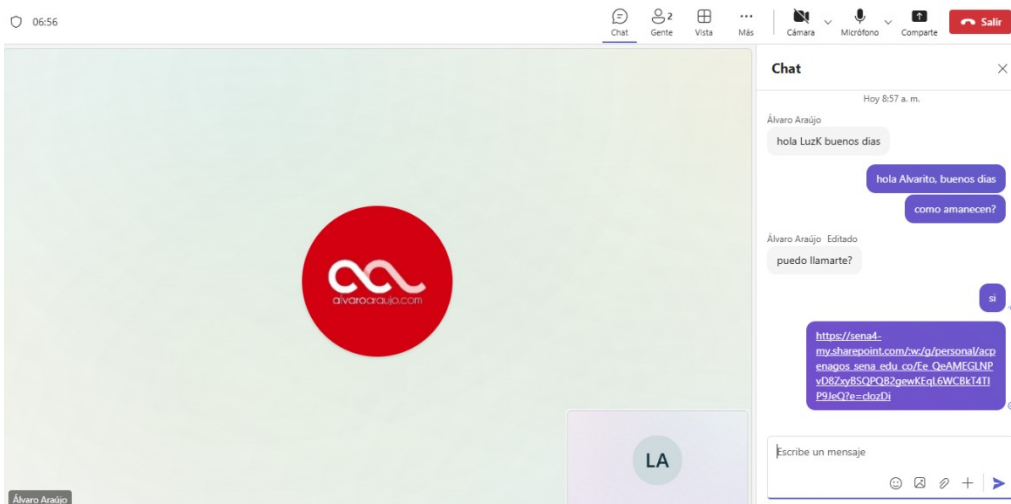 06:56
Chat
Gente
2
Vista
Más
Cámara
Micrófono
Comparte
Salir
alvaroaraujo.com
LA
Álvaro Araújo
Chat
Hoy 8:57 a. m.
Álvaro Araújo
hola LuzK buenos dias
hola Alvarito, buenos dias
como amanecen?
Álvaro Araújo Editado
puedo llamarte?
si
https://sena4-
my.sharepoint.com/:w:/g/personal/acp
enagos_sena_edu_co/Ee_QeAMEGLNP
vD8ZxyBSQPQB2gewKEqL6WCBkT4TI
P9JeQ?e=clozDi
Escribe un mensaje